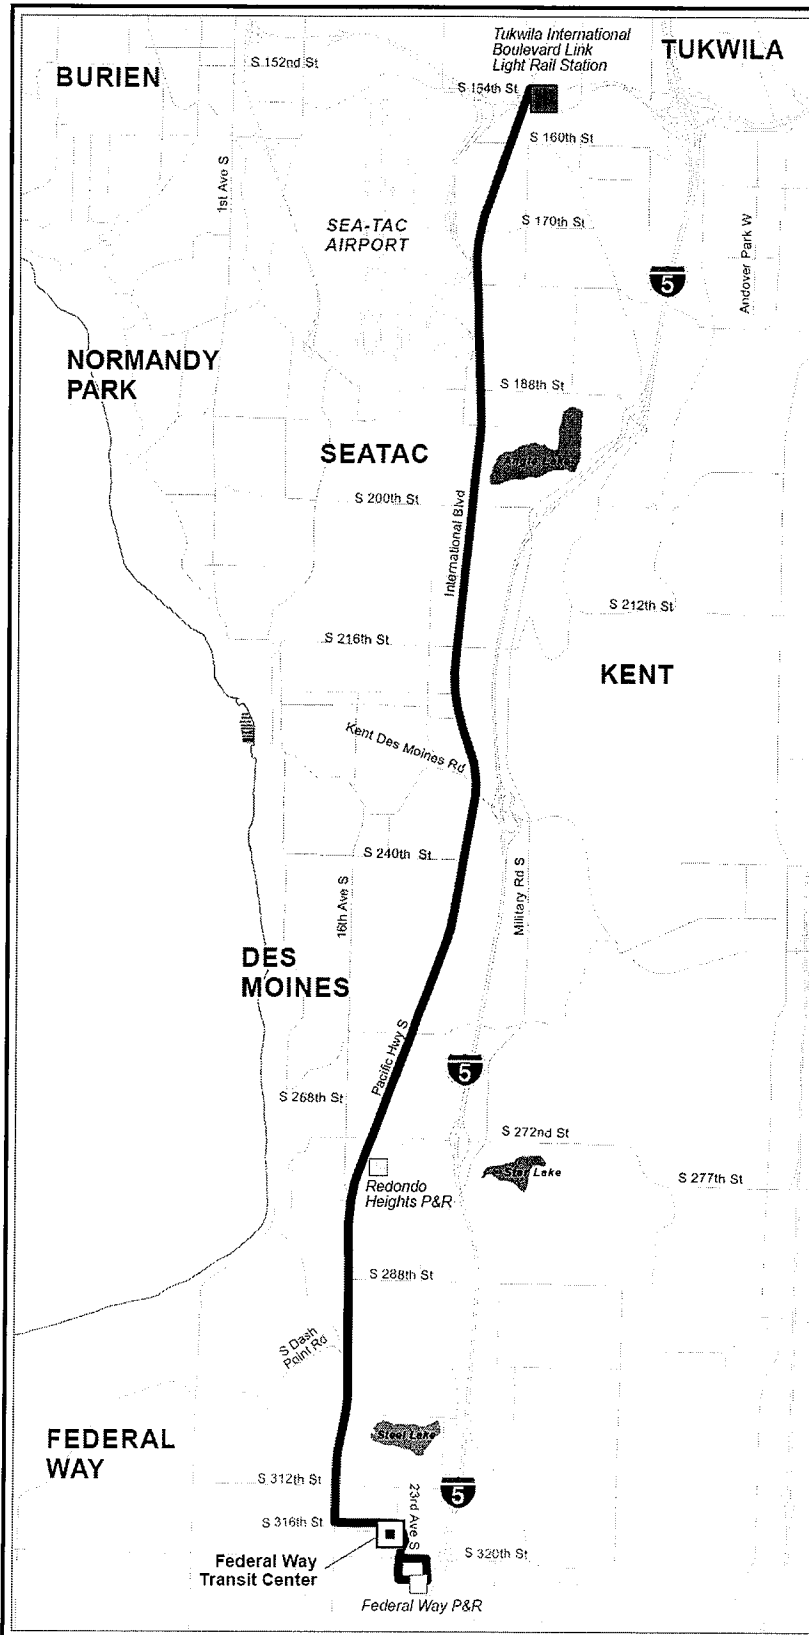 Tukwila International
Boulevard Link
Light Rail Station
TUKWILA
BURIEN
S 152nd St
S 154th St
S 160th St
1st Ave S
S 170th St
SEA-TAC
AIRPORT
Andover Park W
5
NORMANDY
PARK
S 188th St
SEATAC
Angle Lake
S 200th St
International Blvd
S 212th St
S 216th St
KENT
Kent Des Moines Rd
S 240th St
16th Ave S
Military Rd S
DES
MOINES
Pacific Hwy S
5
S 268th St
S 272nd St
Star Lake
S 277th St
Redondo
Heights P&R
S 288th St
S Dash
Point Rd
Steel Lake
FEDERAL
WAY
S 312th St
23rd Ave S
5
S 316th St
S 320th St
Federal Way
Transit Center
Federal Way P&R